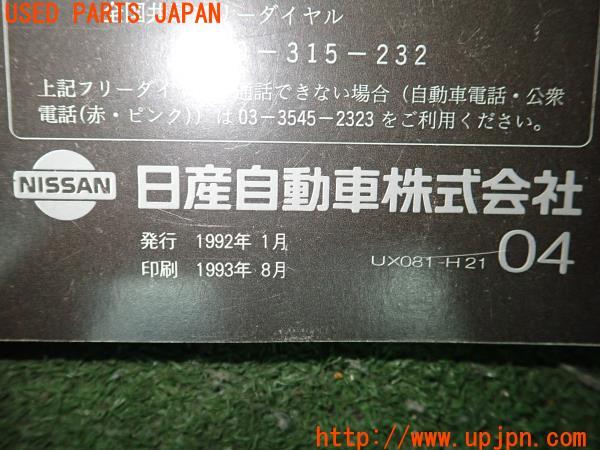 USED PARTS JAPAN
ーダイヤル
-315-232
上記フリーダイ 通話できない場合(自動車電話・公衆
電話(赤・ピンク))は03-3545-2323をご利用ください。
NISSAN
日産自動車株式会社
発行 1992年 1月
印刷 1993年 8月
UX081-H21 04
http://www.upjpn.com/